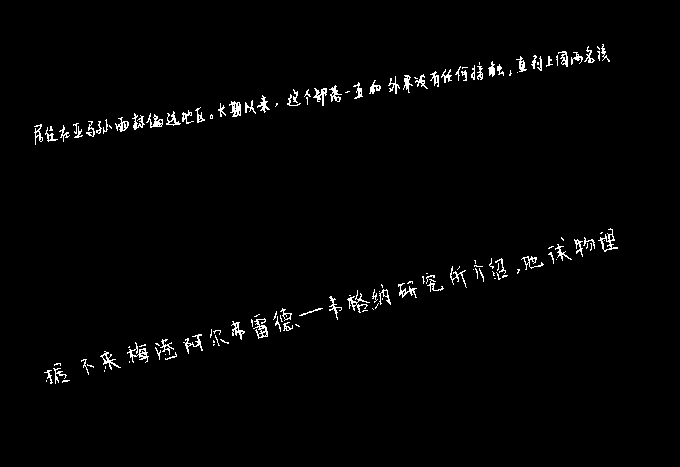 居住在亚马孙雨林偏远地区。长期以来，这个部落一直和外界没有任何接触，直到上周两名该
据不来梅港阿尔弗雷德—韦格纳研究所介绍，地球物理